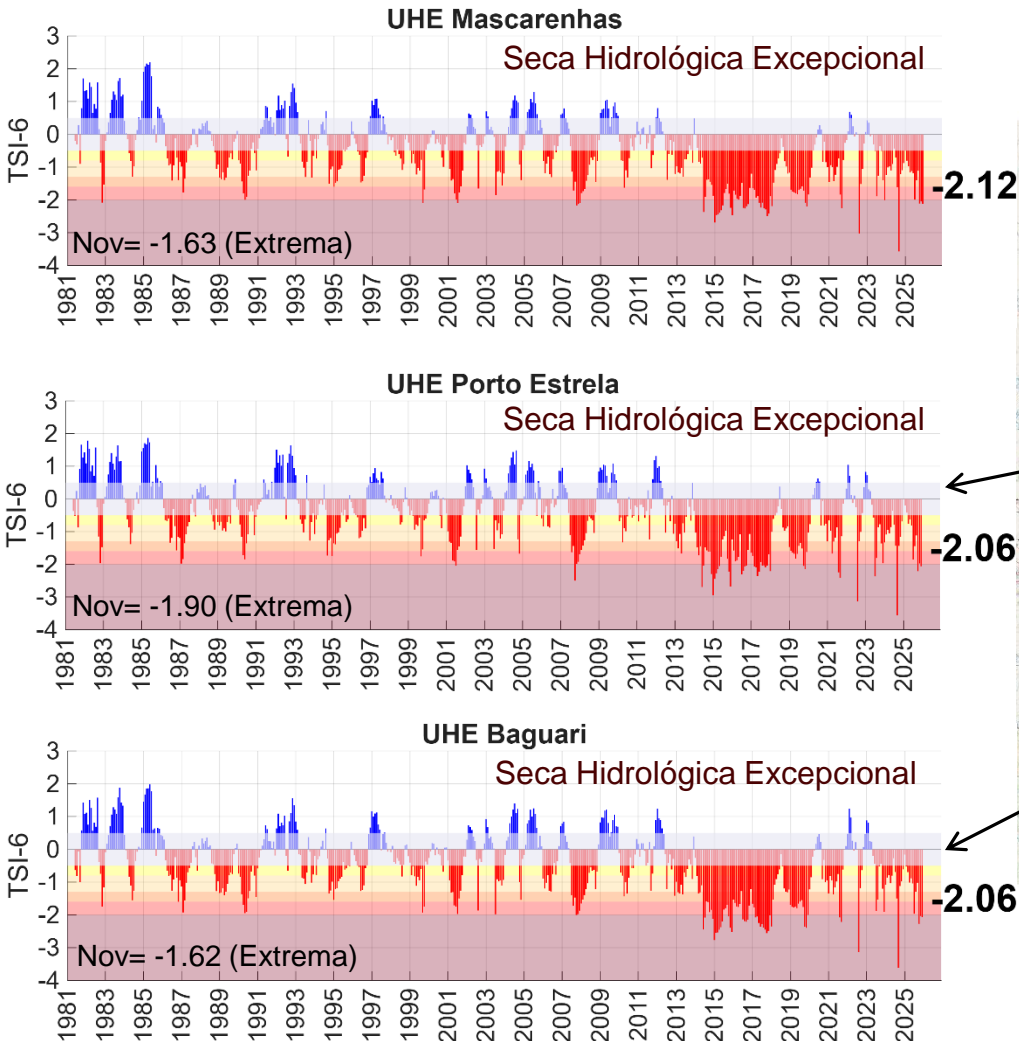 UHE Mascarenhas
Seca Hidrológica Excepcional
TSI-6
3
2
1
0
-1
-2
-3
-4
-2.12
Nov= -1.63 (Extrema)
1981 1983 1985 1987 1989 1991 1993 1995 1997 1999 2001 2003 2005 2007 2009 2011 2013 2015 2017 2019 2021 2023 2025
UHE Porto Estrela
Seca Hidrológica Excepcional
TSI-6
3
2
1
0
-1
-2
-3
-4
-2.06
Nov= -1.90 (Extrema)
1981 1983 1985 1987 1989 1991 1993 1995 1997 1999 2001 2003 2005 2007 2009 2011 2013 2015 2017 2019 2021 2023 2025
UHE Baguari
Seca Hidrológica Excepcional
TSI-6
3
2
1
0
-1
-2
-3
-4
-2.06
Nov= -1.62 (Extrema)
1981 1983 1985 1987 1989 1991 1993 1995 1997 1999 2001 2003 2005 2007 2009 2011 2013 2015 2017 2019 2021 2023 2025